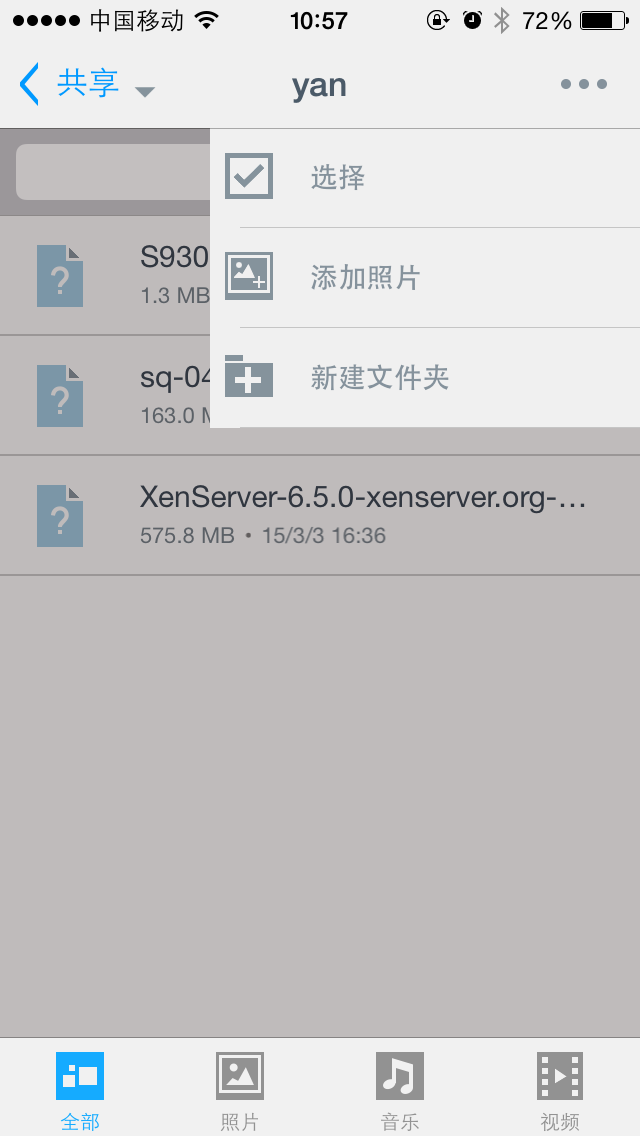 中国移动 10:57 72%
共享 yan
选择
S930
1.3 MB
添加照片
sq-04
163.0 M
新建文件夹
XenServer-6.5.0-xenserver.org-…
575.8 MB • 15/3/3 16:36
全部 照片 音乐 视频